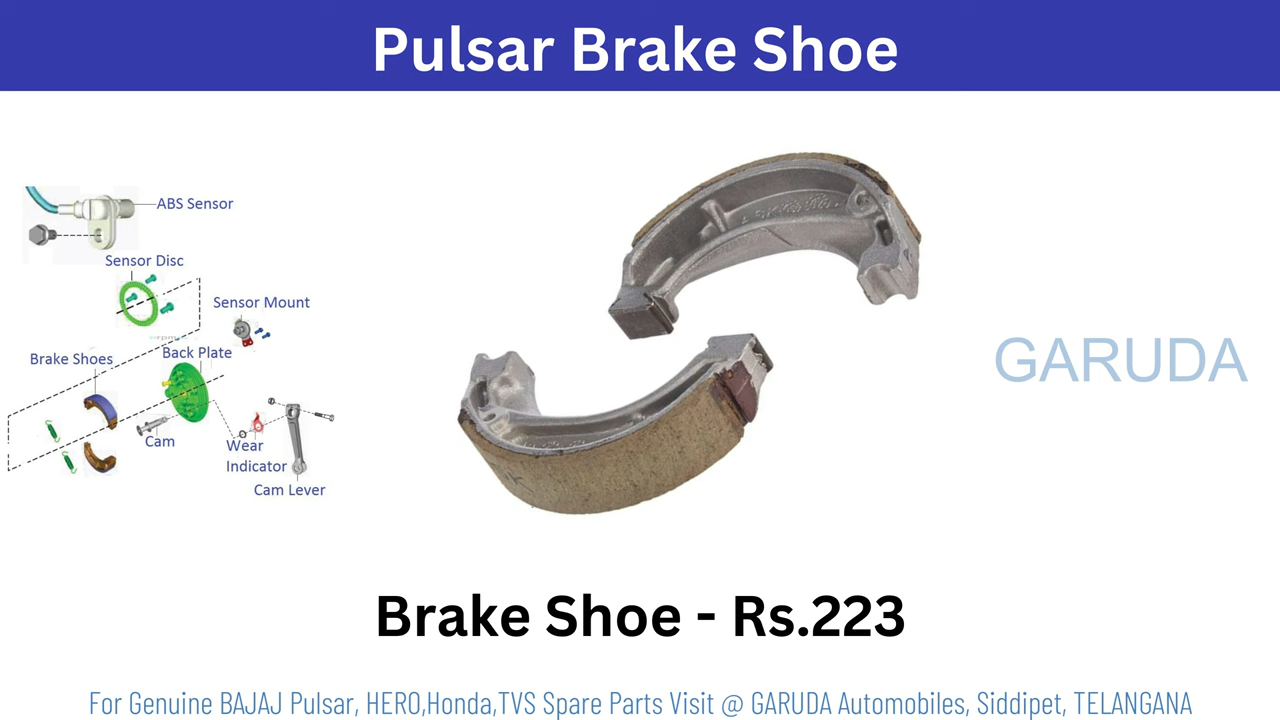 Pulsar Brake Shoe
ABS Sensor
Sensor Disc
Sensor Mount
Brake Shoes
Back Plate
Cam
Wear
Indicator
Cam Lever
GARUDA
Brake Shoe - Rs.223
For Genuine BAJAJ Pulsar, HERO,Honda,TVS Spare Parts Visit @ GARUDA Automobiles, Siddipet, TELANGANA